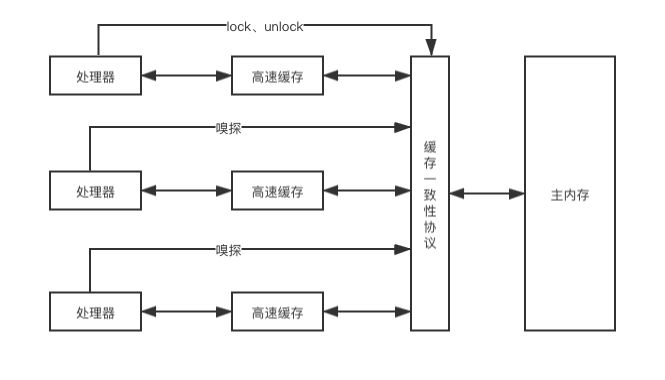 lock、unlock
处理器
高速缓存
嗅探
处理器
高速缓存
嗅探
处理器
高速缓存
缓存一致性协议
主内存